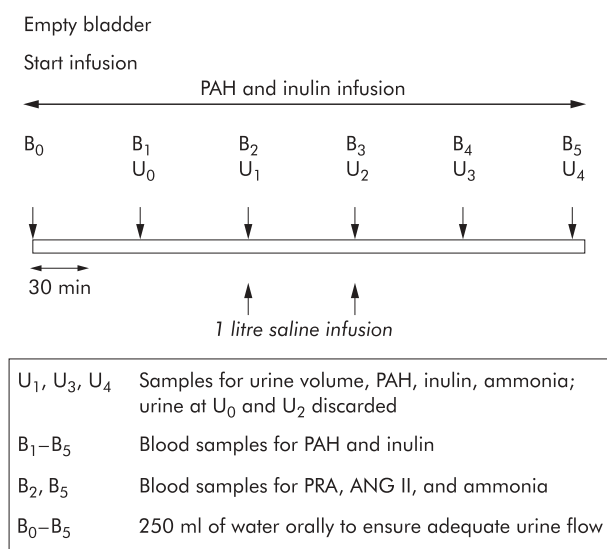 Empty bladder
Start infusion
PAH and inulin infusion
B₀ B₁ B₂ B₃ B₄ B₅
U₀ U₁ U₂ U₃ U₄
30 min
1 litre saline infusion
U₁, U₃, U₄ Samples for urine volume, PAH, inulin, ammonia;
urine at U₀ and U₂ discarded
B₁–B₅ Blood samples for PAH and inulin
B₂, B₅ Blood samples for PRA, ANG II, and ammonia
B₀–B₅ 250 ml of water orally to ensure adequate urine flow